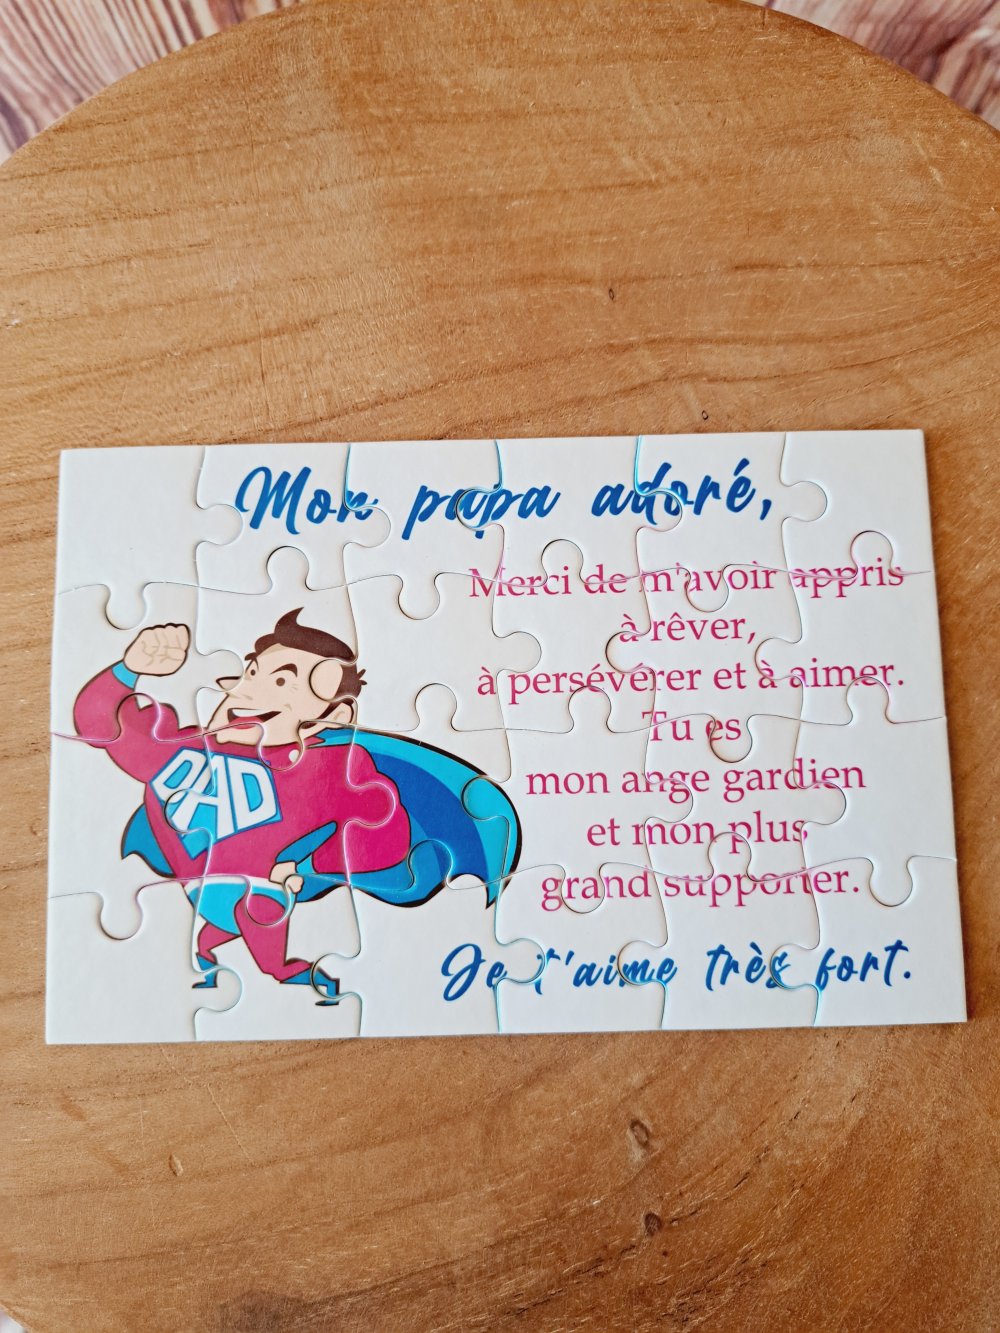 Mon papa adoré,
Merci de m'avoir appris
à rêver,
à persévérer et à aimer.
Tu es
mon ange gardien
et mon plus
grand supporter.
Je t'aime très fort.
DAD